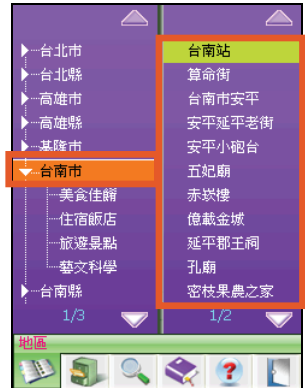 台北市
台北縣
高雄市
高雄縣
基隆市
台南市
美食佳餚
住宿飯店
旅遊景點
藝文科學
台南縣
1/3
台南站
算命街
台南市安平
安平延平老街
安平小砲台
五妃廟
赤崁樓
億載金城
延平郡王祠
孔廟
密枝果農之家
1/2
地區